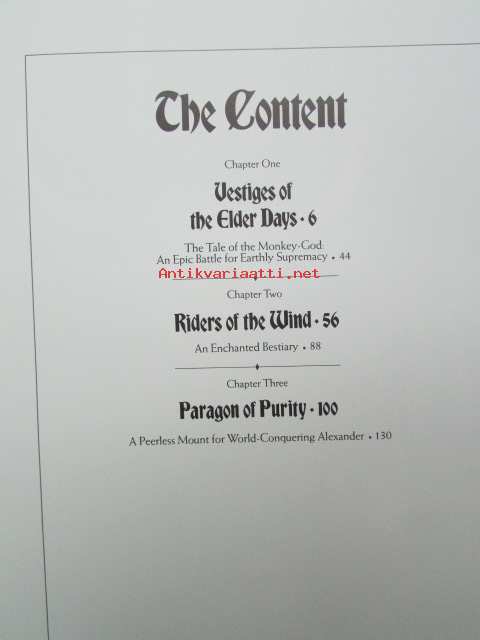 The Content
Chapter One
Vestiges of
the Elder Days • 6
The Tale of the Monkey-God:
An Epic Battle for Earthly Supremacy • 44
Antikvariaatti.net
Chapter Two
Riders of the Wind • 56
An Enchanted Bestiary • 88
Chapter Three
Paragon of Purity • 100
A Peerless Mount for World-Conquering Alexander • 130